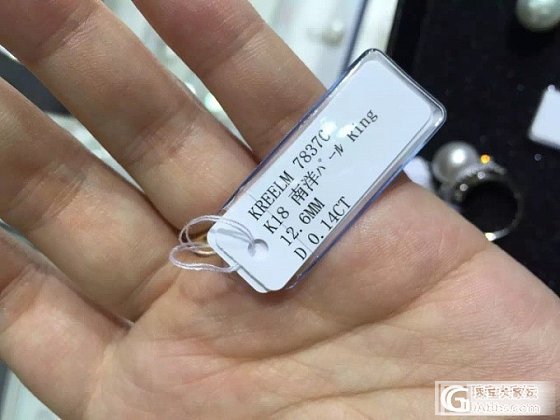 KREELM 7837C
K18 南洋ﾊﾟｰﾙ Ring
12.6MM
D 0.14CT